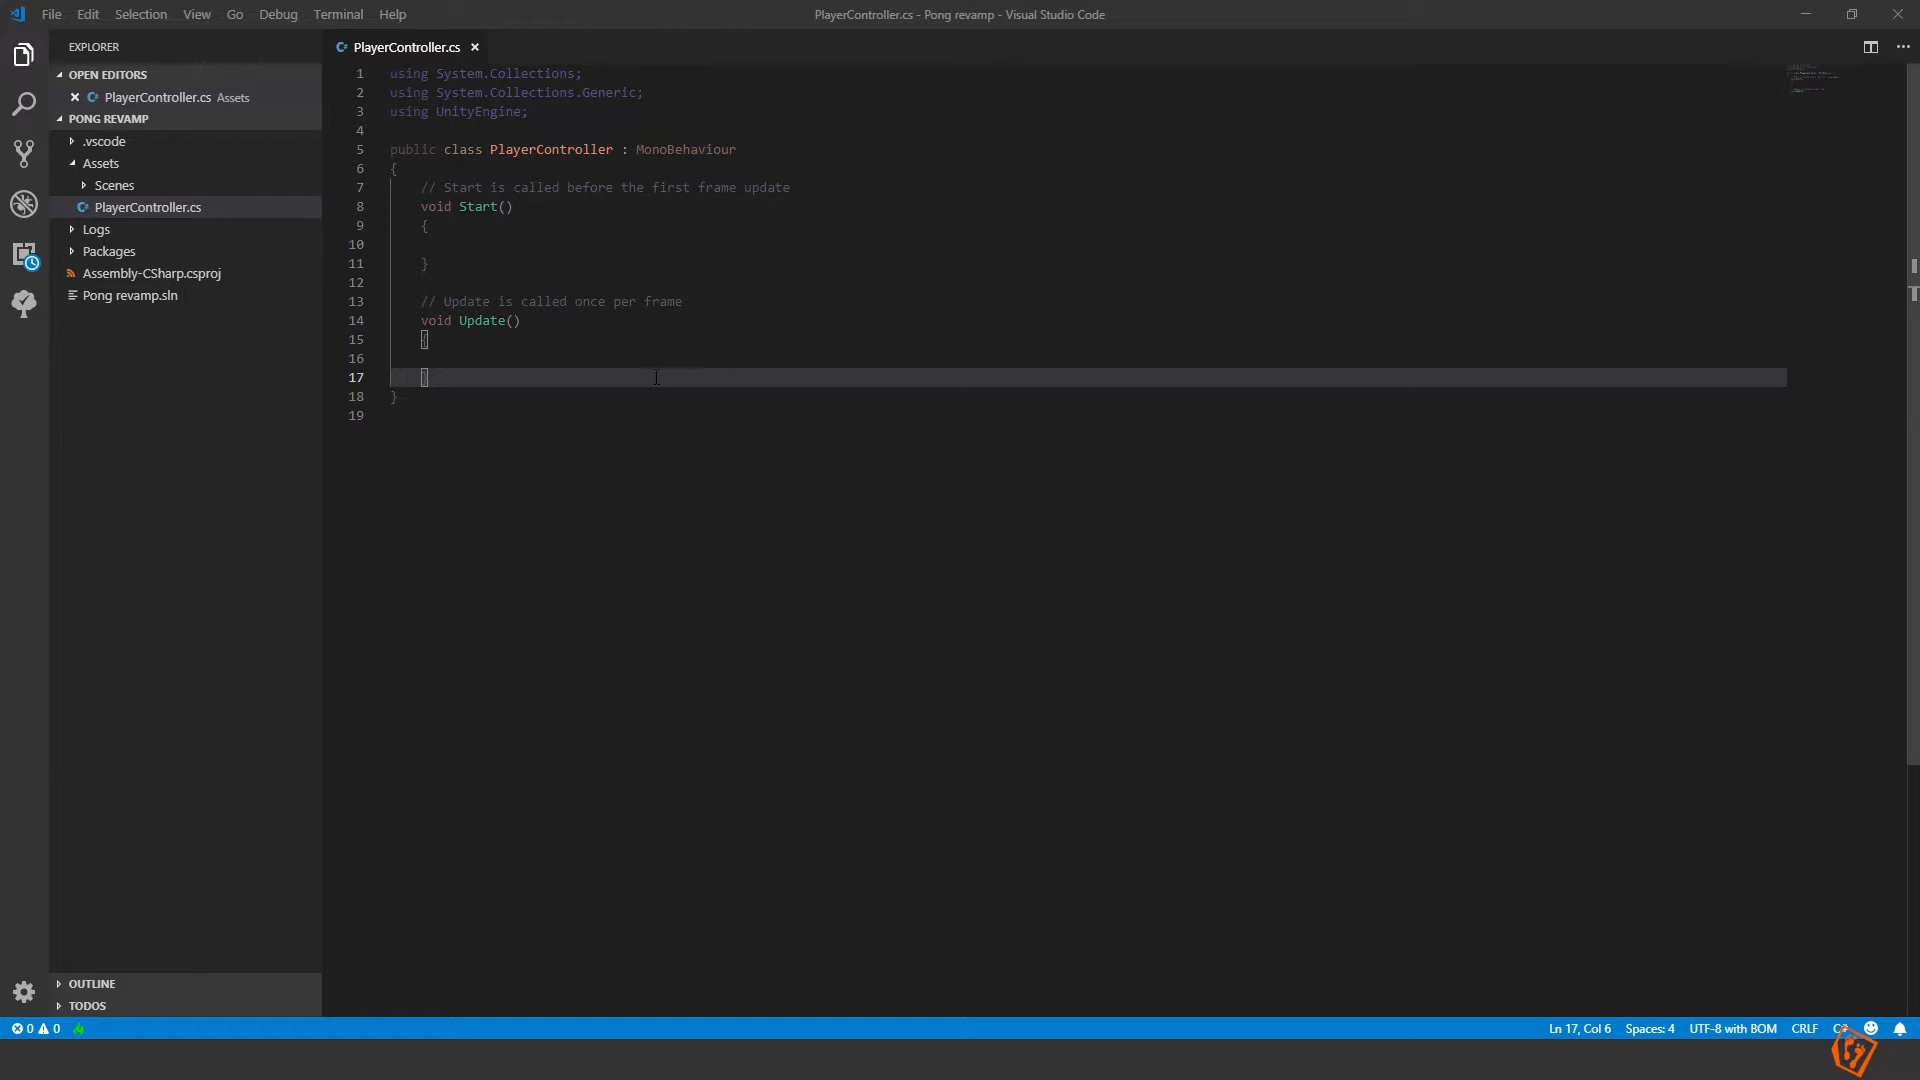 File Edit Selection View Go Debug Terminal Help
PlayerController.cs - Pong revamp - Visual Studio Code
EXPLORER
OPEN EDITORS
PlayerController.cs Assets
PONG REVAMP
.vscode
Assets
Scenes
PlayerController.cs
Logs
Packages
Assembly-CSharp.csproj
Pong revamp.sln
OUTLINE
TODOS
PlayerController.cs
1 using System.Collections;
2 using System.Collections.Generic;
3 using UnityEngine;
4
5 public class PlayerController : MonoBehaviour
6 {
7 // Start is called before the first frame update
8 void Start()
9 {
10
11 }
12
13 // Update is called once per frame
14 void Update()
15 {
16
17 }
18 }
19
0 0
Ln 17, Col 6 Spaces: 4 UTF-8 with BOM CRLF